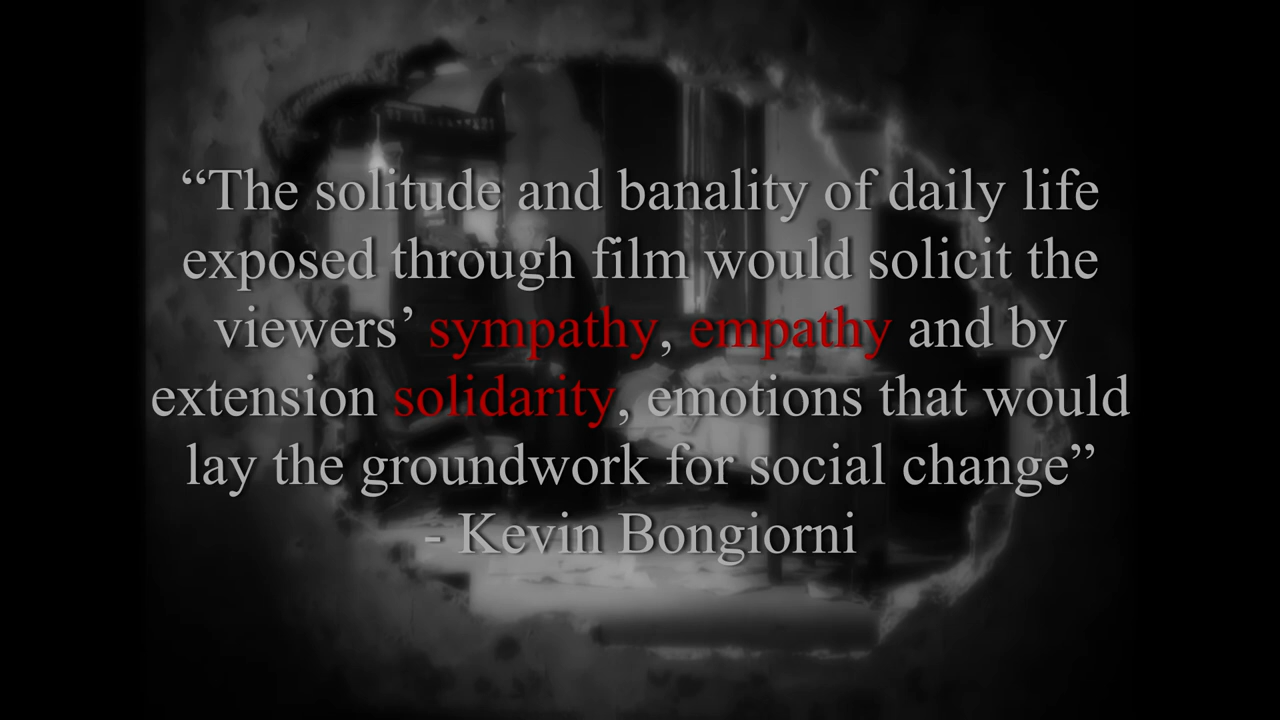 “The solitude and banality of daily life
exposed through film would solicit the
viewers’ sympathy, empathy and by
extension solidarity, emotions that would
lay the groundwork for social change”
- Kevin Bongiorni